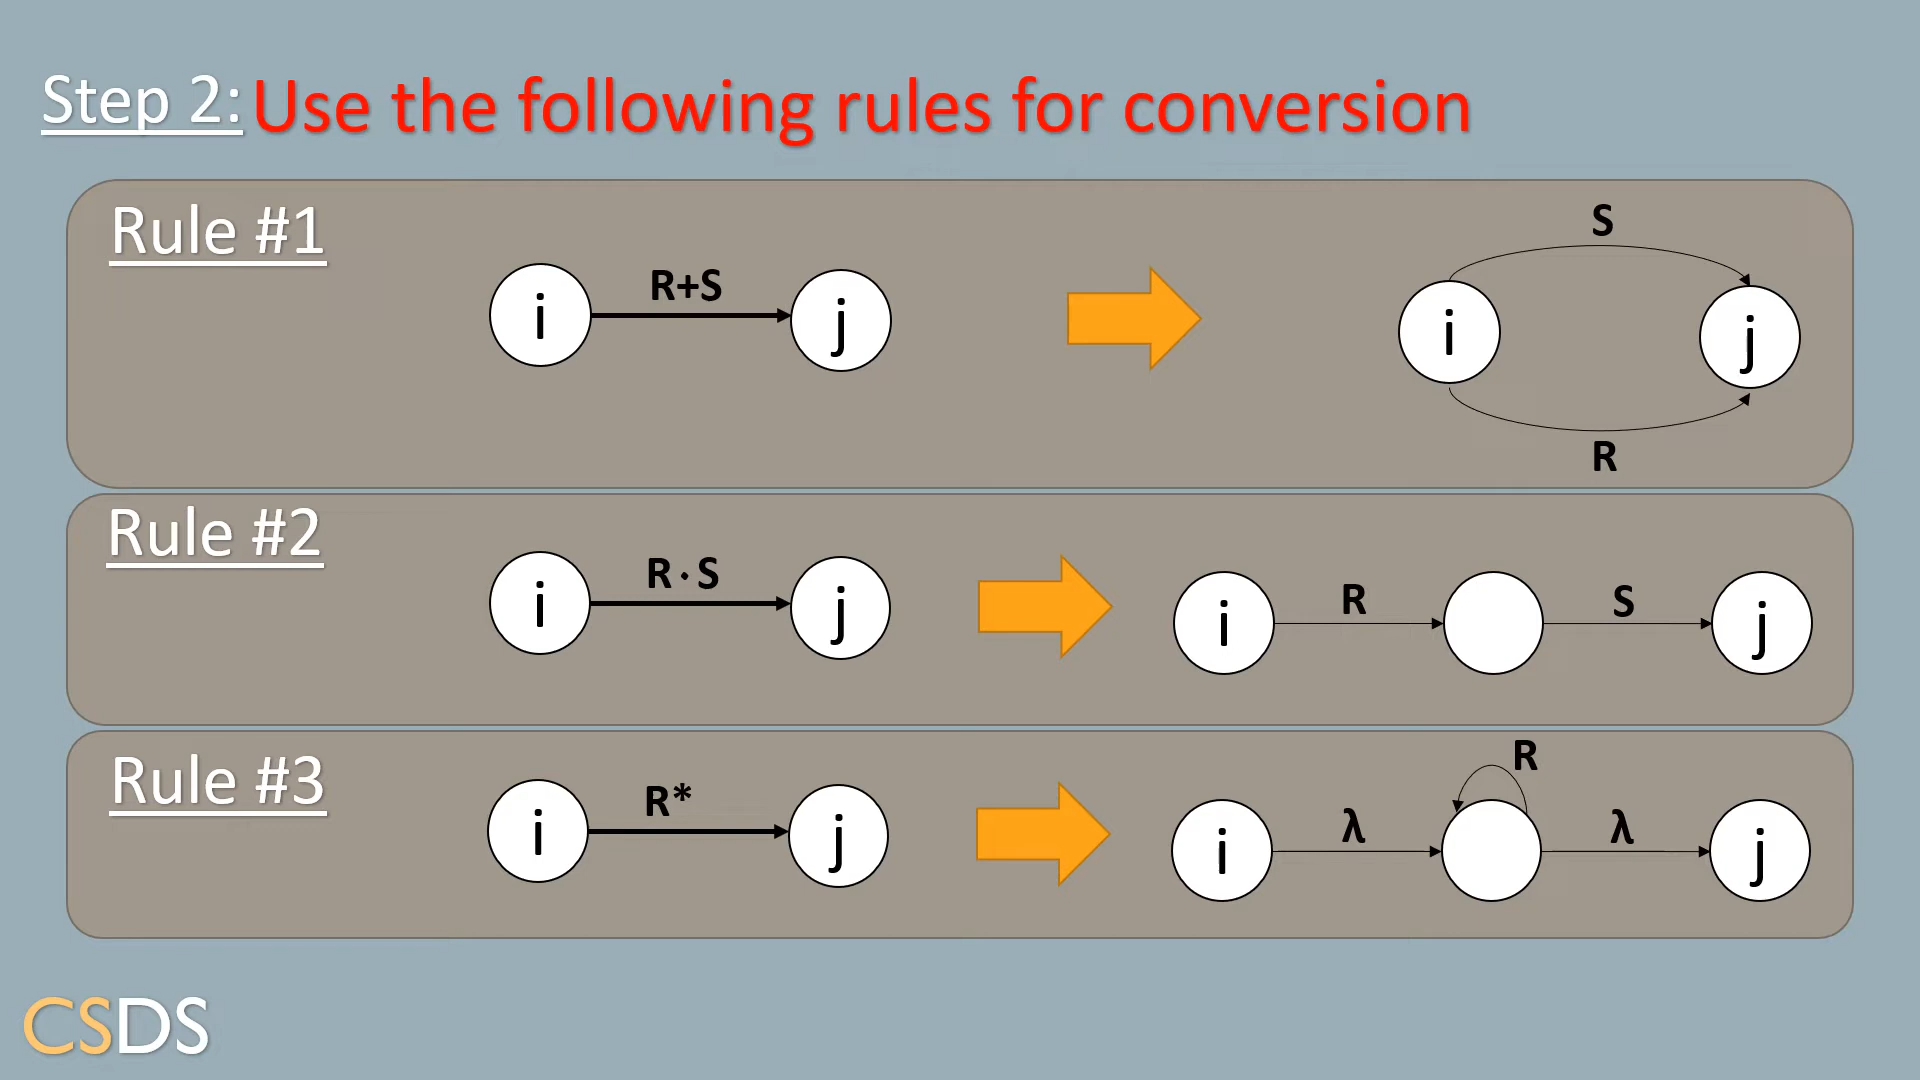 Step 2: Use the following rules for conversion
Rule #1
i
R+S
j
S
i
j
R
Rule #2
i
R·S
j
i
R
S
j
Rule #3
i
R*
j
R
i
λ
λ
j
CSDS